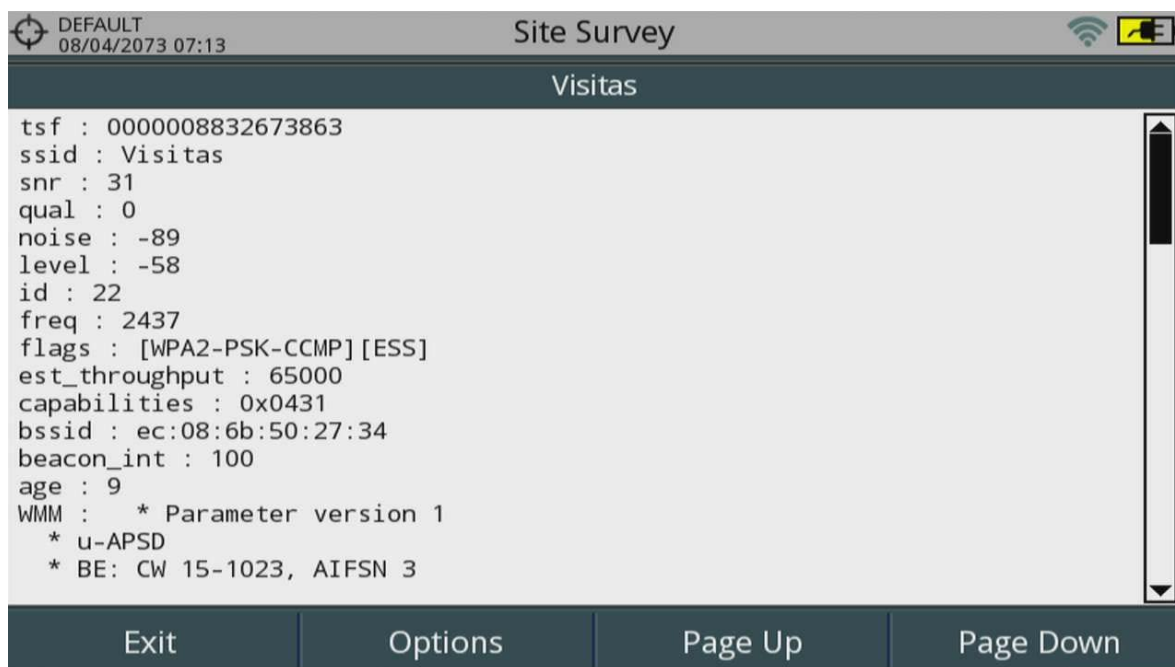 DEFAULT
08/04/2073 07:13
Site Survey
Visitas
tsf : 0000008832673863
ssid : Visitas
snr : 31
qual : 0
noise : -89
level : -58
id : 22
freq : 2437
flags : [WPA2-PSK-CCMP][ESS]
est_throughput : 65000
capabilities : 0x0431
bssid : ec:08:6b:50:27:34
beacon_int : 100
age : 9
WMM :   * Parameter version 1
* u-APSD
* BE: CW 15-1023, AIFSN 3
Exit
Options
Page Up
Page Down